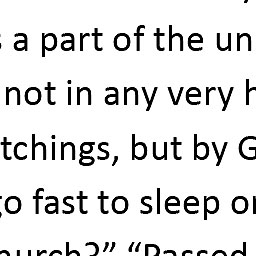 a part of the un
not in any very h
tchings, but by G
go fast to sleep or
hurch?” “Passed